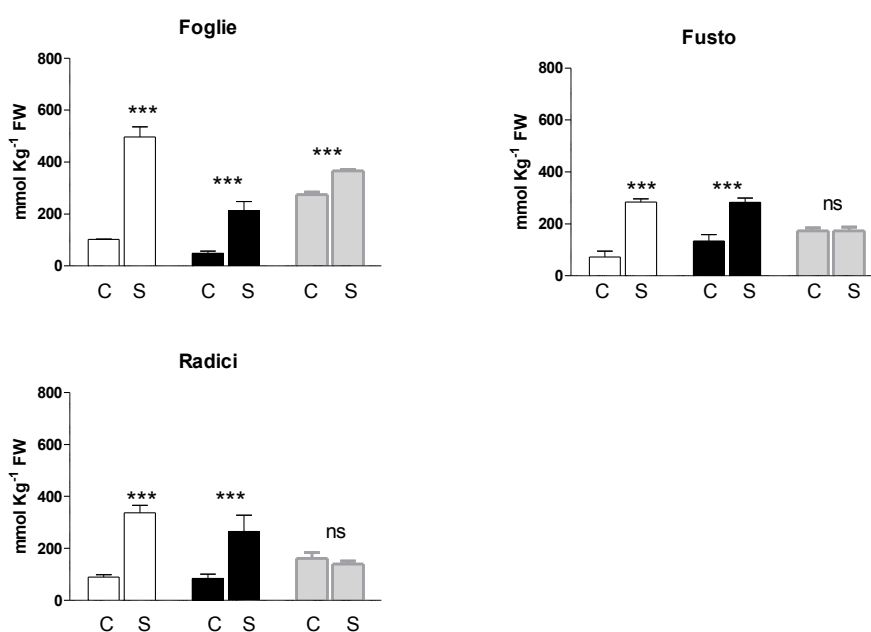 Foglie
800
600
400
200
0
mmol Kg⁻¹ FW
***
***
***
C S C S C S
Fusto
800
600
400
200
0
mmol Kg⁻¹ FW
***
***
ns
C S C S C S
Radici
800
600
400
200
0
mmol Kg⁻¹ FW
***
***
ns
C S C S C S